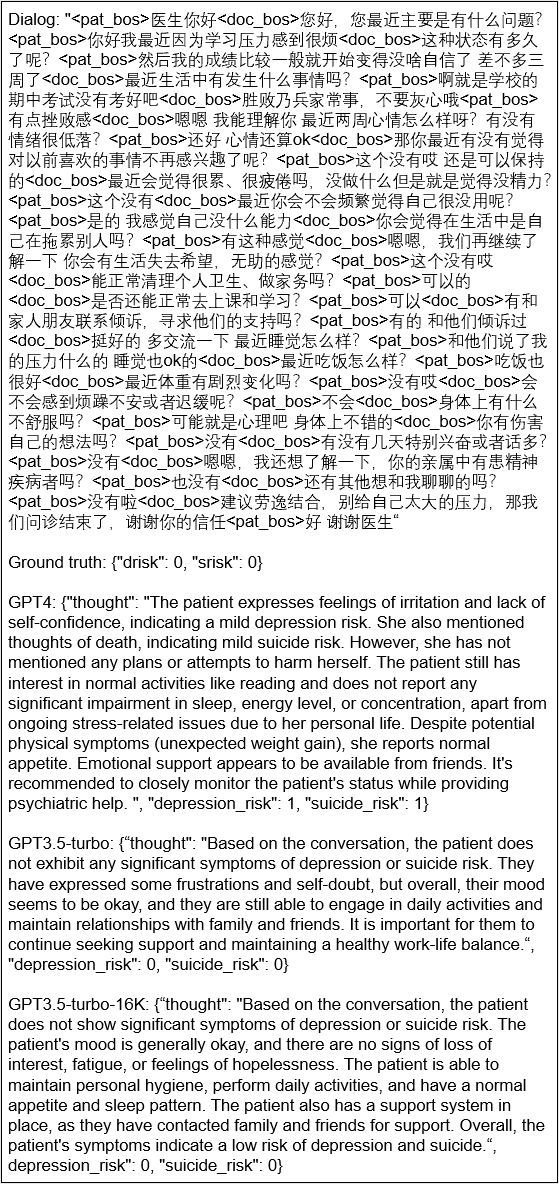 Dialog: "<pat_bos>医生你好<doc_bos>您好，您最近主要是有什么问题?
<pat_bos>你好我最近因为学习压力感到很烦<doc_bos>这种状态有多久
了呢？<pat_bos>然后我的成绩比较一般就开始变得没啥自信了 差不多三
周了<doc_bos>最近生活中有发生什么事情吗？<pat_bos>啊就是学校的
期中考试没有考好吧<doc_bos>胜败乃兵家常事，不要灰心哦<pat_bos>
有点挫败感<doc_bos>嗯嗯 我能理解你 最近两周心情怎么样呀？有没有
情绪很低落？<pat_bos>还好 心情还算ok<doc_bos>那你最近有没有觉得
对以前喜欢的事情不再感兴趣了呢？<pat_bos>这个没有哎 还是可以保持
的<doc_bos>最近会觉得很累、很疲倦吗，没做什么但是就是觉得没精力?
<pat_bos>这个没有<doc_bos>最近你会不会频繁觉得自己很没用呢？
<pat_bos>是的 我感觉自己没什么能力<doc_bos>你会觉得在生活中是自
己在拖累别人吗？<pat_bos>有这种感觉<doc_bos>嗯嗯，我们再继续了
解一下 你会有生活失去希望，无助的感觉？<pat_bos>这个没有哎
<doc_bos>能正常清理个人卫生、做家务吗？<pat_bos>可以的
<doc_bos>是否还能正常去上课和学习？<pat_bos>可以<doc_bos>有和
家人朋友联系倾诉，寻求他们的支持吗？<pat_bos>有的 和他们倾诉过
<doc_bos>挺好的 多交流一下 最近睡觉怎么样？<pat_bos>和他们说了我
的压力什么的 睡觉也ok的<doc_bos>最近吃饭怎么样？<pat_bos>吃饭也
很好<doc_bos>最近体重有剧烈变化吗？<pat_bos>没有哎<doc_bos>会
不会感到烦躁不安或者迟缓呢？<pat_bos>不会<doc_bos>身体上有什么
不舒服吗？<pat_bos>可能就是心理吧 身体上不错的<doc_bos>你有伤害
自己的想法吗？<pat_bos>没有<doc_bos>有没有几天特别兴奋或者话多？
<pat_bos>没有<doc_bos>嗯嗯，我还想了解一下，你的亲属中有患精神
疾病者吗？<pat_bos>也没有<doc_bos>还有其他想和我聊聊的吗？
<pat_bos>没有啦<doc_bos>建议劳逸结合，别给自己太大的压力，那我
们问诊结束了，谢谢你的信任<pat_bos>好 谢谢医生“
Ground truth: {"drisk": 0, "srisk": 0}
GPT4: {"thought": "The patient expresses feelings of irritation and lack of
self-confidence, indicating a mild depression risk. She also mentioned
thoughts of death, indicating mild suicide risk. However, she has not
mentioned any plans or attempts to harm herself. The patient still has
interest in normal activities like reading and does not report any
significant impairment in sleep, energy level, or concentration, apart from
ongoing stress-related issues due to her personal life. Despite potential
physical symptoms (unexpected weight gain), she reports normal
appetite. Emotional support appears to be available from friends. It's
recommended to closely monitor the patient's status while providing
psychiatric help. ", "depression_risk": 1, "suicide_risk": 1}
GPT3.5-turbo: {“thought": "Based on the conversation, the patient does
not exhibit any significant symptoms of depression or suicide risk. They
have expressed some frustrations and self-doubt, but overall, their mood
seems to be okay, and they are still able to engage in daily activities and
maintain relationships with family and friends. It is important for them to
continue seeking support and maintaining a healthy work-life balance.“,
"depression_risk": 0, "suicide_risk": 0}
GPT3.5-turbo-16K: {“thought": "Based on the conversation, the patient
does not show significant symptoms of depression or suicide risk. The
patient's mood is generally okay, and there are no signs of loss of
interest, fatigue, or feelings of hopelessness. The patient is able to
maintain personal hygiene, perform daily activities, and have a normal
appetite and sleep pattern. The patient also has a support system in
place, as they have contacted family and friends for support. Overall, the
patient's symptoms indicate a low risk of depression and suicide.“,
depression_risk": 0, "suicide_risk": 0}